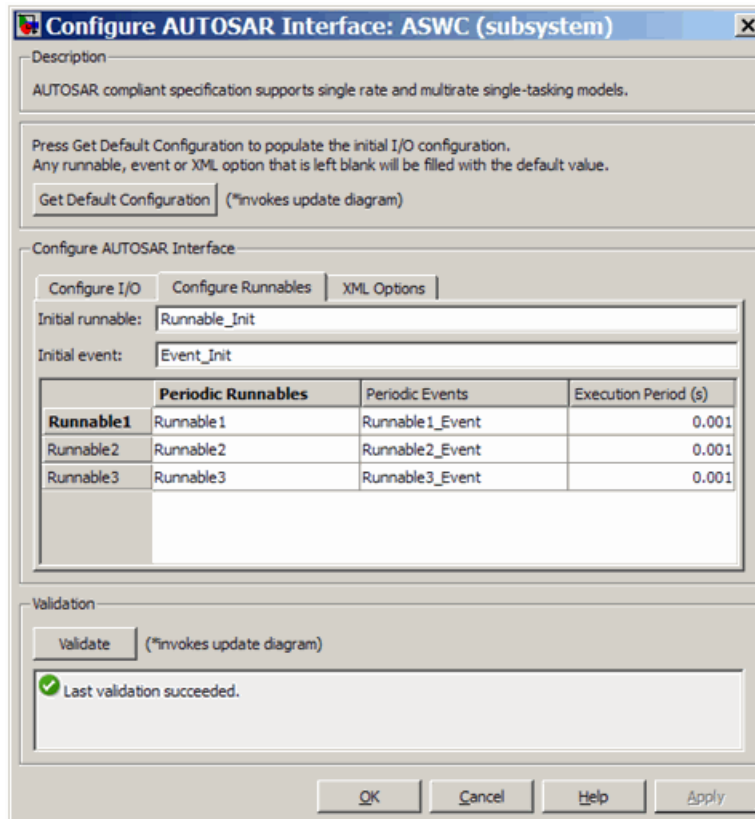 Configure AUTOSAR Interface: ASWC (subsystem)
Description
AUTOSAR compliant specification supports single rate and multirate single-tasking models.
Press Get Default Configuration to populate the initial I/O configuration.
Any runnable, event or XML option that is left blank will be filled with the default value.
Get Default Configuration (*invokes update diagram)
Configure AUTOSAR Interface
Configure I/O Configure Runnables XML Options
Initial runnable: Runnable_Init
Initial event: Event_Init
Periodic Runnables Periodic Events Execution Period (s)
Runnable1 Runnable1 Runnable1_Event 0.001
Runnable2 Runnable2 Runnable2_Event 0.001
Runnable3 Runnable3 Runnable3_Event 0.001
Validation
Validate (*invokes update diagram)
Last validation succeeded.
OK Cancel Help Apply